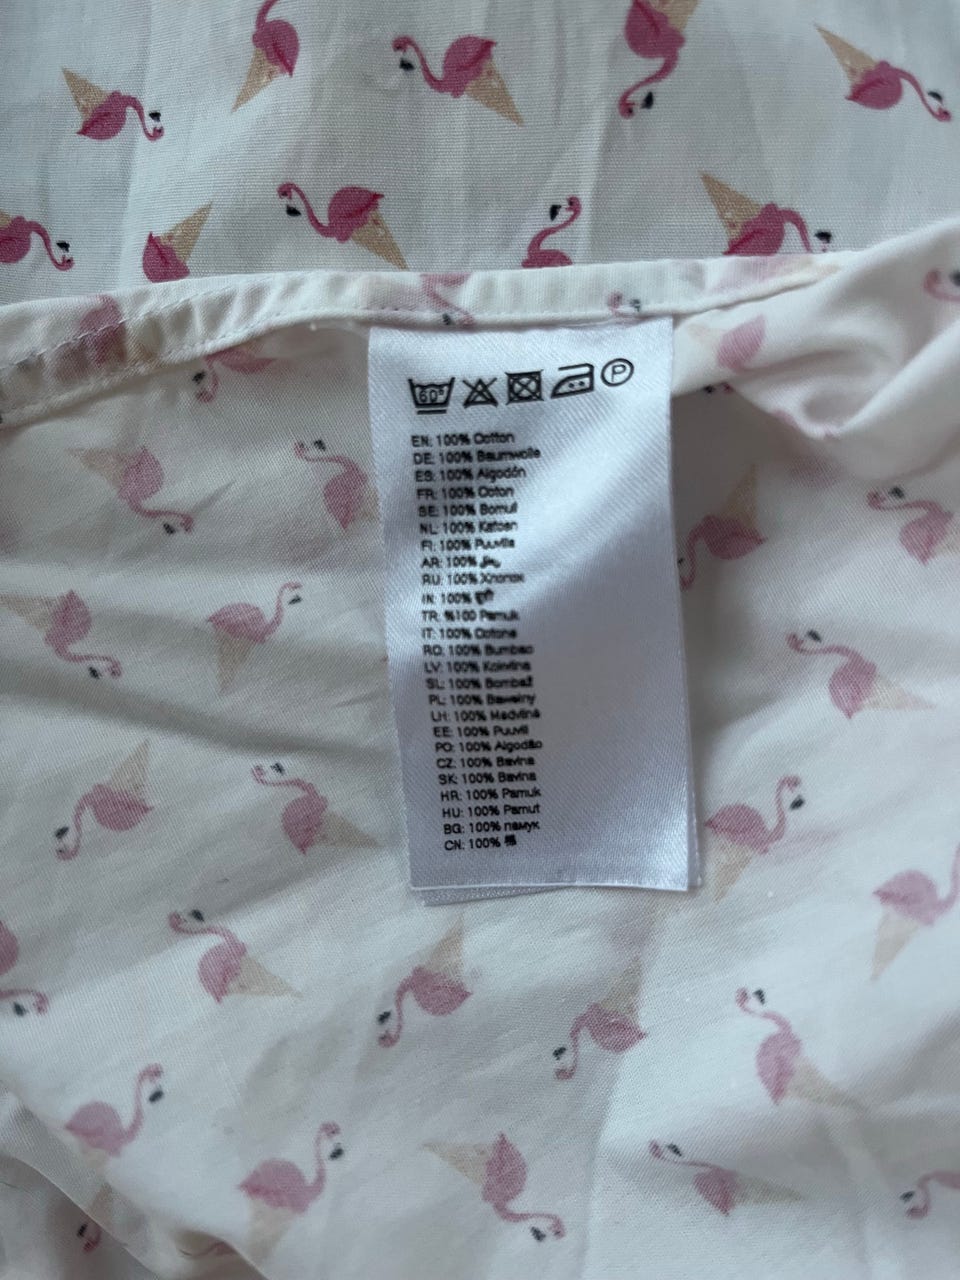 60° P
EN: 100% Cotton
DE: 100% Baumwolle
ES: 100% Algodón
FR: 100% Coton
SE: 100% Bomull
NL: 100% Katoen
FI: 100% Puuvilla
AR: 100%
RU: 100% Хлопок
IN: 100%
TR: %100 Pamuk
IT: 100% Cotone
RO: 100% Bumbac
LV: 100% Kokvilna
SL: 100% Bombaž
PL: 100% Bawełny
LH: 100% Medvilnė
EE: 100% Puuvill
PO: 100% Algodão
CZ: 100% Bavlna
SK: 100% Bavlna
HR: 100% Pamuk
HU: 100% Pamut
BG: 100% памук
CN: 100% 棉